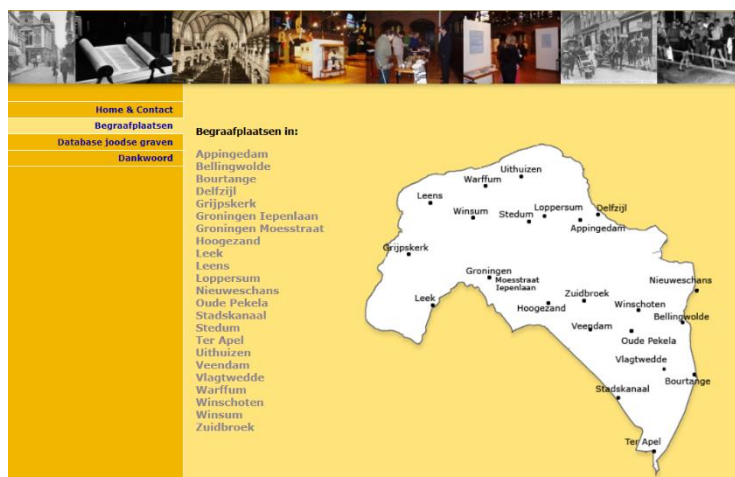 Home & Contact
Begraafplaatsen
Database joodse graven
Dankwoord
Begraafplaatsen in:
Appingedam
Bellingwolde
Bourtange
Delfzijl
Grijpskerk
Groningen Iepenlaan
Groningen Moesstraat
Hoogezand
Leek
Leens
Loppersum
Nieuweschans
Oude Pekela
Stadskanaal
Stedum
Ter Apel
Uithuizen
Veendam
Vlagtwedde
Warffum
Winschoten
Winsum
Zuidbroek
Uithuizen
Warffum
Leens
Winsum
Stedum
Loppersum
Delfzijl
Appingedam
Grijpskerk
Groningen
Moesstraat
Iepenlaan
Nieuweschans
Leek
Zuidbroek
Hoogezand
Winschoten
Bellingwolde
Veendam
Oude Pekela
Vlagtwedde
Bourtange
Stadskanaal
Ter Apel